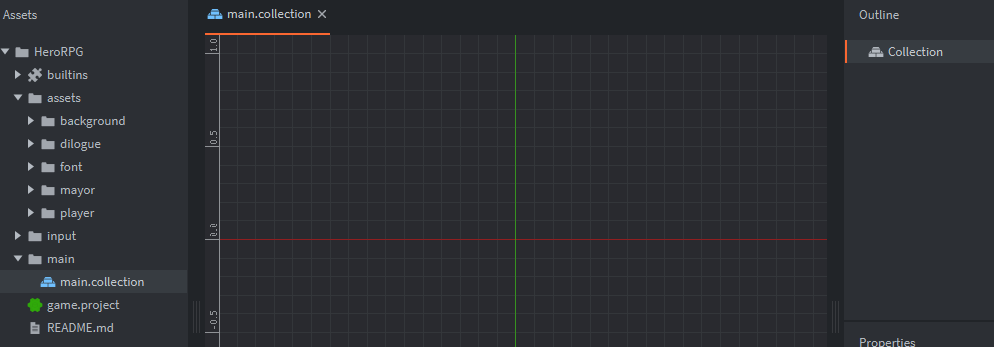 Assets
HeroRPG
builtins
assets
background
dilogue
font
mayor
player
input
main
main.collection
game.project
README.md
main.collection
1.0
0.5
0.0
-0.5
Outline
Collection
Properties